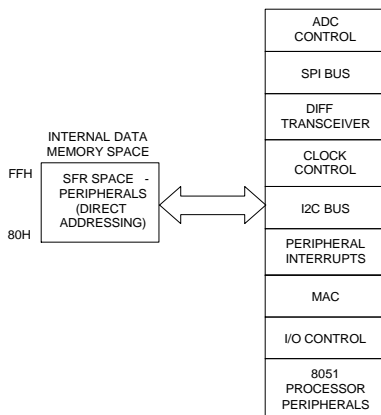 INTERNAL DATA
MEMORY SPACE
FFH
SFR SPACE -
PERIPHERALS
(DIRECT
ADDRESSING)
80H
ADC
CONTROL
SPI BUS
DIFF
TRANSCEIVER
CLOCK
CONTROL
I2C BUS
PERIPHERAL
INTERRUPTS
MAC
I/O CONTROL
8051
PROCESSOR
PERIPHERALS